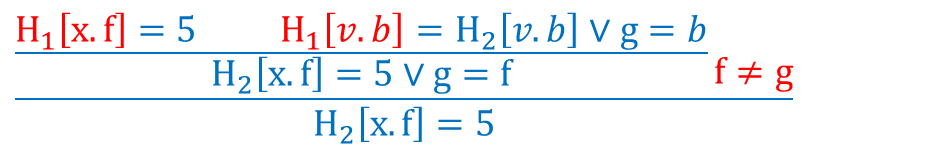 H₁[x. f] = 5 H₁[v. b] = H₂[v. b] ∨ g = b
H₂[x. f] = 5 ∨ g = f f ≠ g
H₂[x. f] = 5